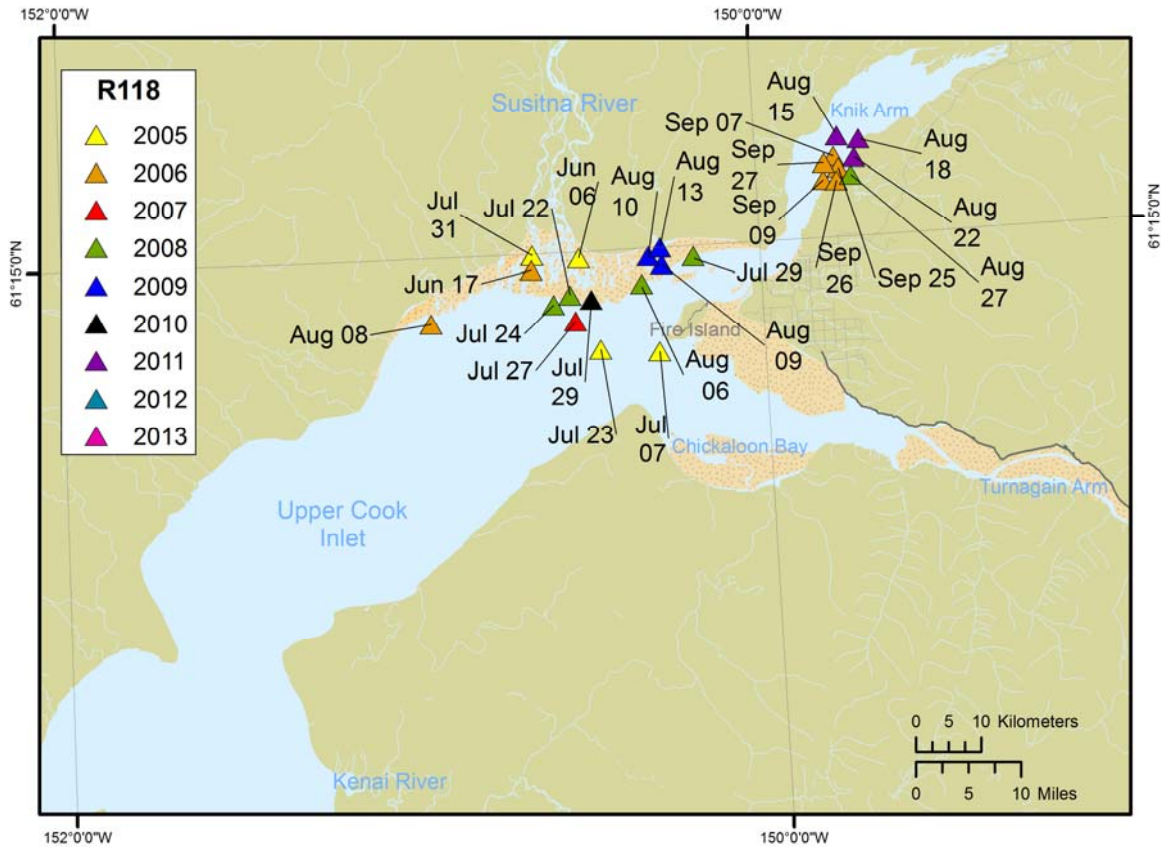 152°0'0"W
150°0'0"W
R118
2005
2006
2007
2008
2009
2010
2011
2012
2013
Susitna River
Knik Arm
Aug
15
Sep 07
Aug
18
Sep
27
Aug
13
Jun
06
Aug
10
Jul 22
Jul
31
Sep
09
Aug
22
61°15'0"N
61°15'0"N
Sep
26
Sep 25
Aug
27
Jul 29
Jun 17
Aug 08
Jul 24
Fire Island
Aug
09
Jul 27
Jul
29
Aug
06
Jul 23
Jul
07
Chickaloon Bay
Turnagain Arm
Upper Cook
Inlet
Kenai River
0 5 10 Kilometers
0 5 10 Miles
152°0'0"W
150°0'0"W